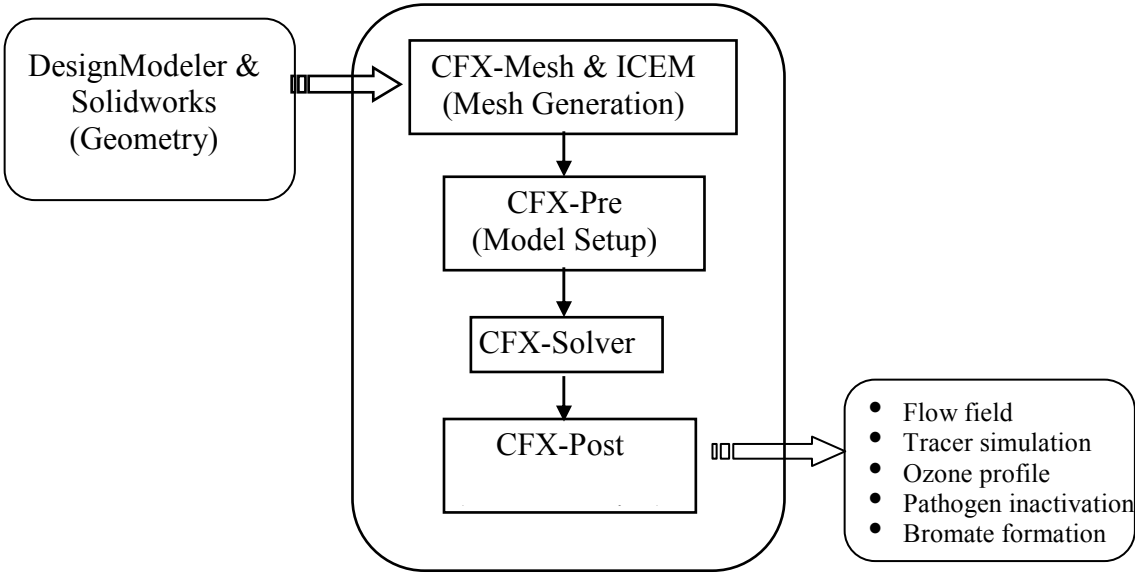 DesignModeler &
Solidworks
(Geometry)
CFX-Mesh & ICEM
(Mesh Generation)
CFX-Pre
(Model Setup)
CFX-Solver
CFX-Post
• Flow field
• Tracer simulation
• Ozone profile
• Pathogen inactivation
• Bromate formation